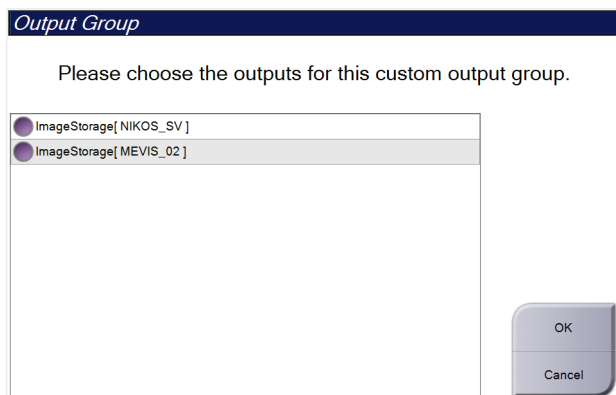 Output Group
Please choose the outputs for this custom output group.
ImageStorage[ NIKOS_SV ]
ImageStorage[ MEVIS_02 ]
OK
Cancel